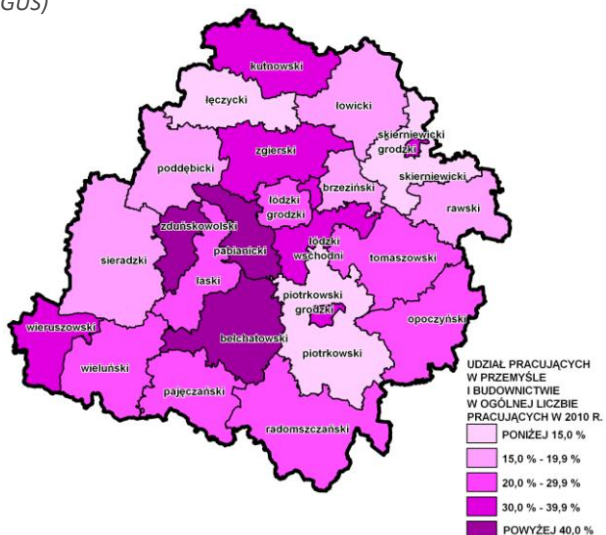 GUS)
kutnowski
łęczycki
łowicki
skierniewicki
grodzki
zgierski
poddębicki
brzeziński
skierniewicki
łódzki
grodzki
rawski
zduńskowolski
pabianicki
łódzki
wschodni
tomaszowski
sieradzki
łaski
piotrkowski
grodzki
opoczyński
wieruszowski
bełchatowski
piotrkowski
wieluński
pajęczański
radomszczański
UDZIAŁ PRACUJĄCYCH
W PRZEMYŚLE
I BUDOWNICTWIE
W OGÓLNEJ LICZBIE
PRACUJĄCYCH W 2010 R.
PONIŻEJ 15,0 %
15,0 % - 19,9 %
20,0 % - 29,9 %
30,0 % - 39,9 %
POWYŻEJ 40,0 %